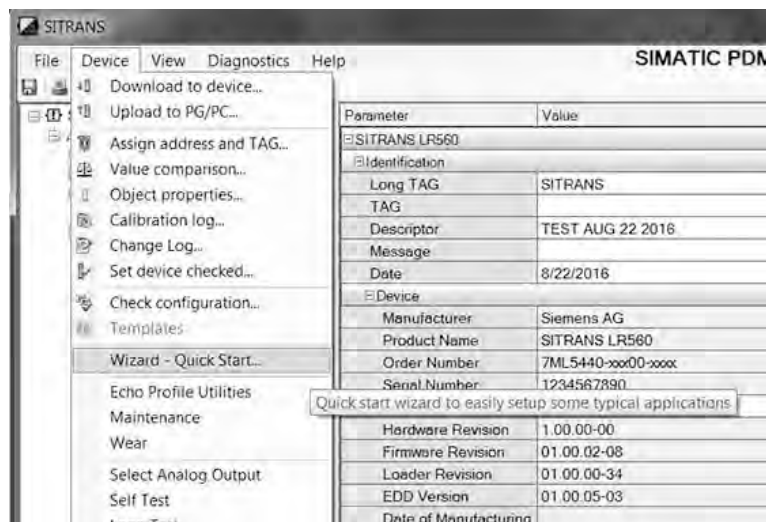 SITRANS
File Device View Diagnostics Help
SIMATIC PDM
Download to device...
Upload to PG/PC...
Assign address and TAG...
Value comparison...
Object properties...
Calibration log...
Change Log...
Set device checked...
Check configuration...
Templates
Wizard - Quick Start...
Echo Profile Utilities
Maintenance
Wear
Select Analog Output
Self Test
Parameter Value
SITRANS LR560
Identification
Long TAG SITRANS
TAG
Descriptor TEST AUG 22 2016
Message
Date 8/22/2016
Device
Manufacturer Siemens AG
Product Name SITRANS LR560
Order Number 7ML5440-xxx00-xxxx
Serial Number 1234567890
Quick start wizard to easily setup some typical applications
Hardware Revision 1.00.00-00
Firmware Revision 01.00.02-08
Loader Revision 01.00.00-34
EDD Version 01.00.05-03
Date of Manufacturing